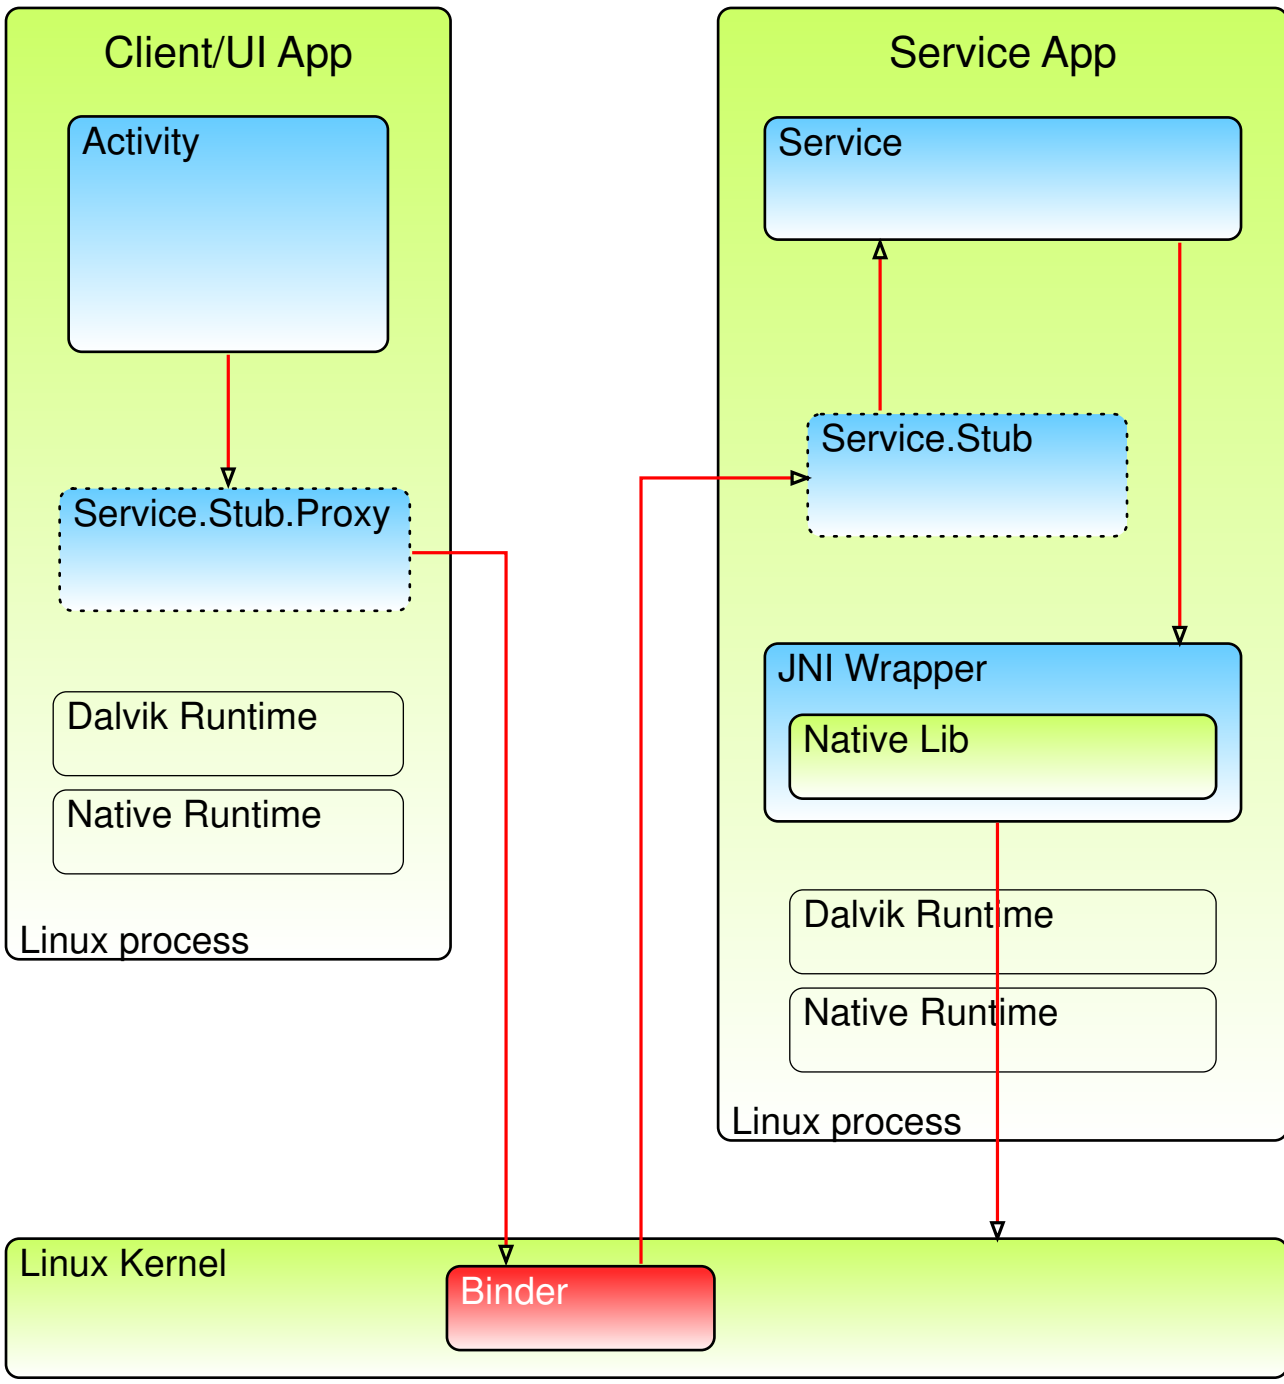 Client/UI App
Activity
Service.Stub.Proxy
Dalvik Runtime
Native Runtime
Linux process
Service App
Service
Service.Stub
JNI Wrapper
Native Lib
Dalvik Runtime
Native Runtime
Linux process
Linux Kernel
Binder